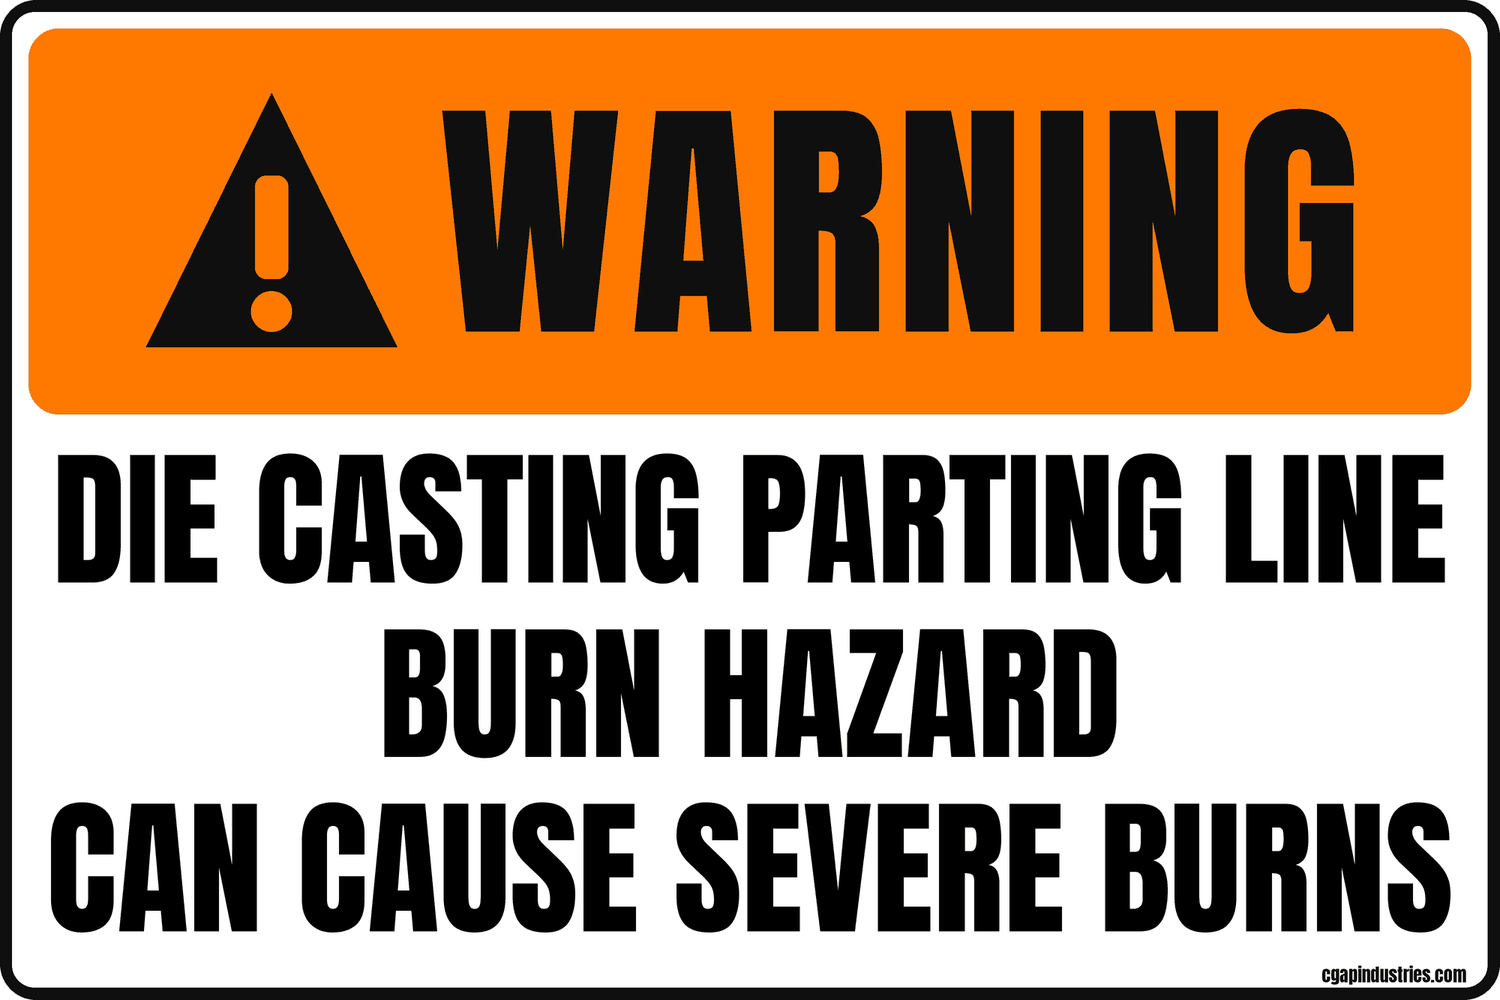 WARNING
DIE CASTING PARTING LINE
BURN HAZARD
CAN CAUSE SEVERE BURNS
cgapindustries.com